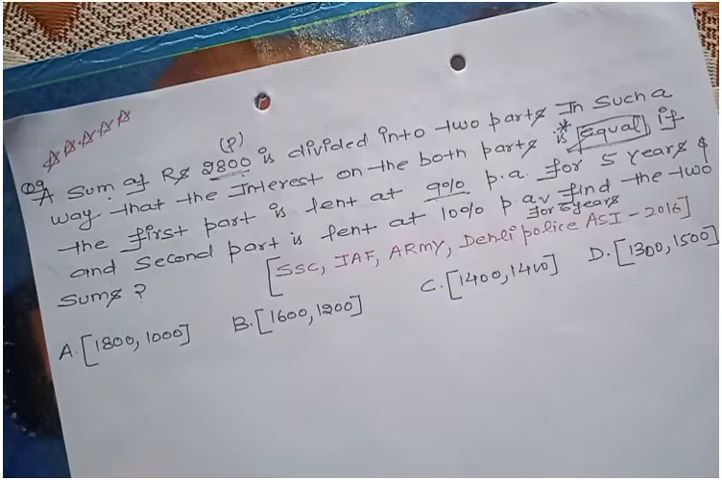 (P)
Q9 A Sum of Rs 2800 is divided into two parts In Such a
way that the Interest on the both parts is * [Equal] if
the first part is lent at 9% p.a. for 5 years &
and Second part is lent at 10% p.a, for 6 years find the two
Sums ?
[SSC, IAF, ARMY, Dehli police ASI-2016]
A.[1800, 1000] B.[1600, 1200] C.[1400, 1400] D.[1300, 1500]